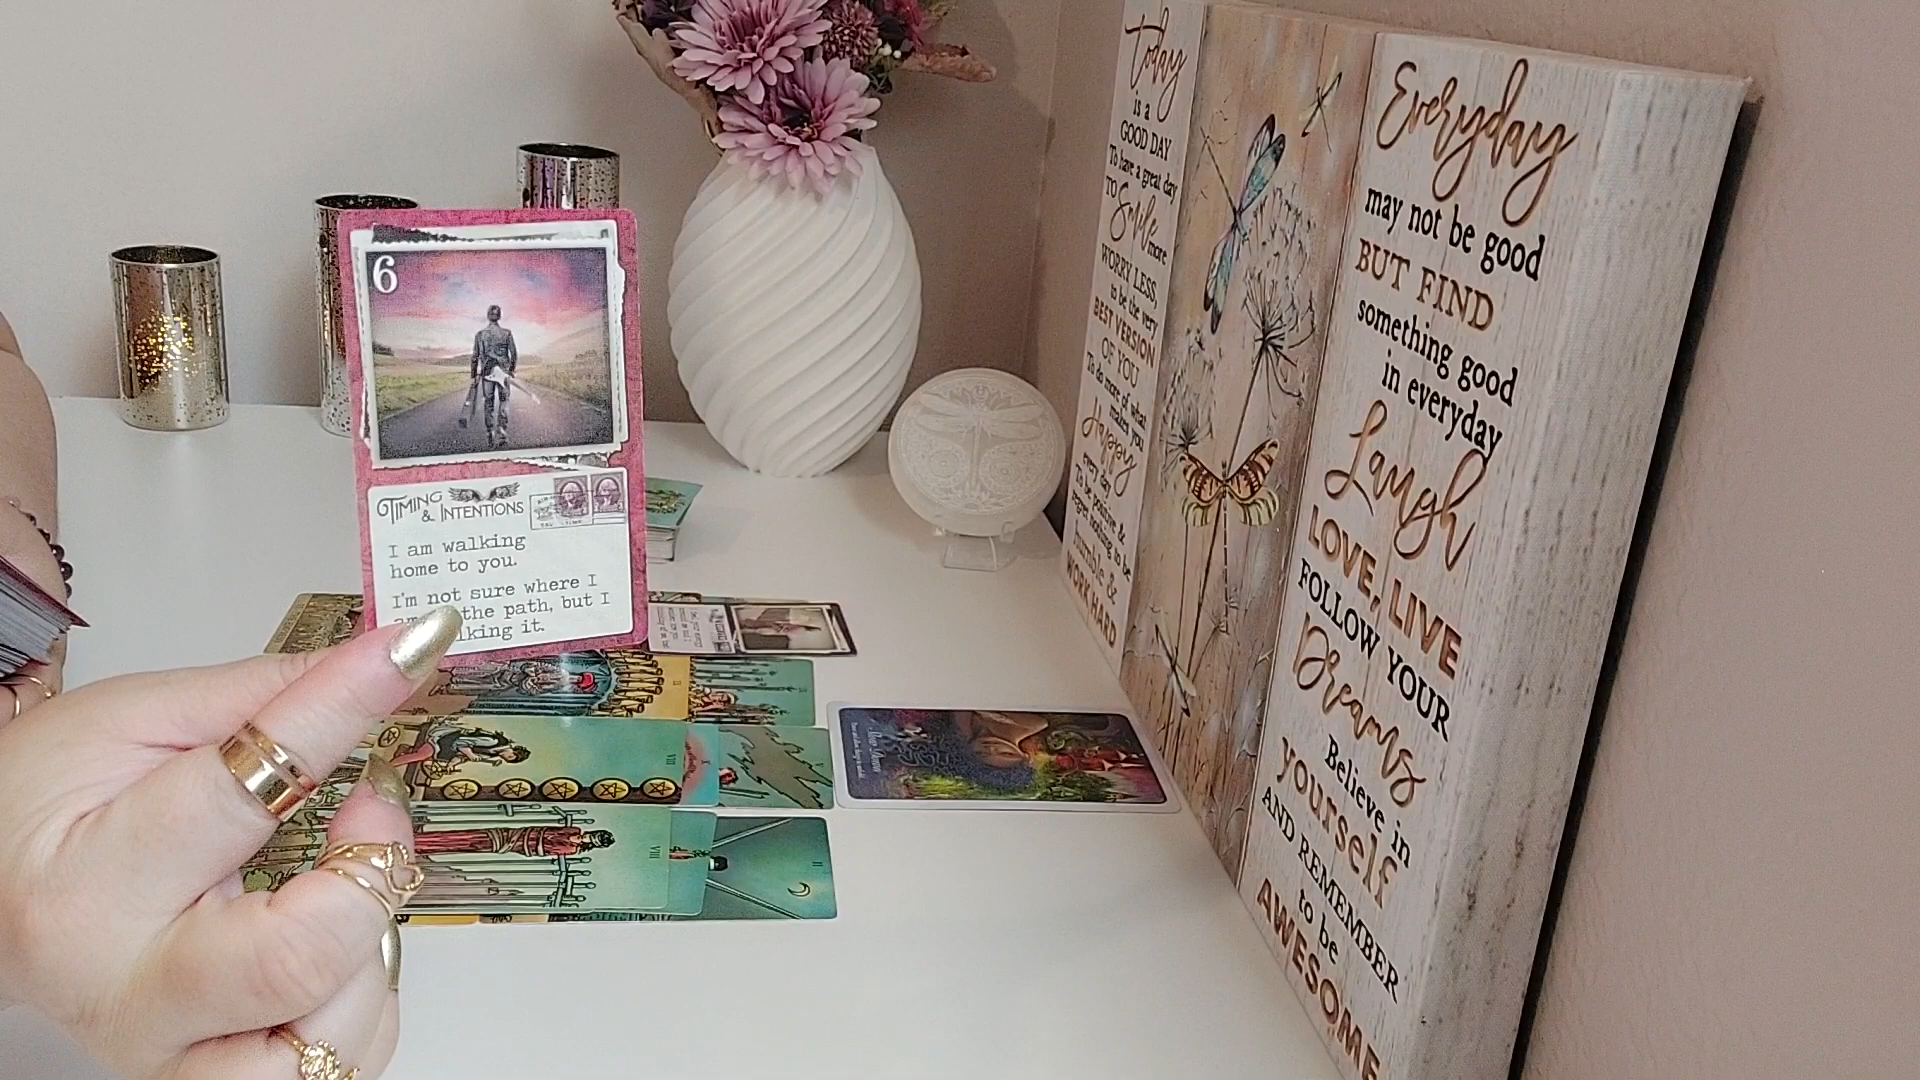 6
TIMING
& INTENTIONS
I am walking
home to you.
I'm not sure where I
the path, but I
it.
today
is a
GOOD DAY
To have a great day
TO Smile more
WORRY LESS,
to be the very
BEST VERSION
OF YOU
To do more of what
makes you
Happy
every day
To be positive &
regret nothing to be
humble &
WORK HARD
Everyday
may not be good
BUT FIND
something good
in everyday
Laugh
LOVE, LIVE
FOLLOW YOUR
Dreams
Believe in
yourself
AND REMEMBER
to be
AWESOME
VIII
X
V
VIII
II